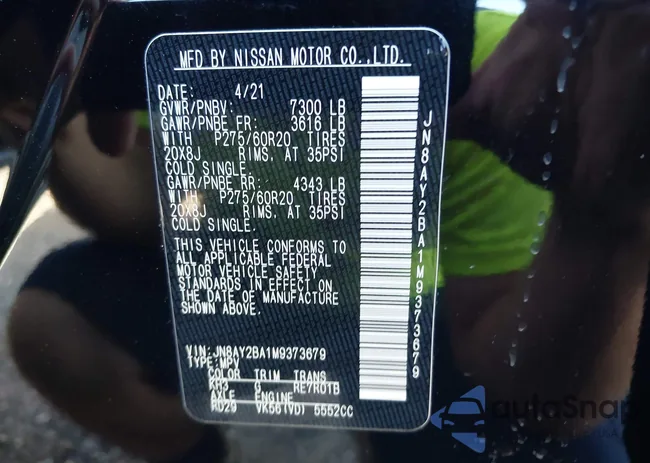 MFD BY NISSAN MOTOR CO.,LTD.
DATE: 4/21
GVWR/PNBV: 7300 LB
GAWR/PNBE FR: 3616 LB
WITH P275/60R20 TIRES
20X8J RIMS. AT 35PSI
COLD SINGLE.
GAWR/PNBE RR: 4343 LB
WITH P275/60R20 TIRES
20X8J RIMS. AT 35PSI
COLD SINGLE.
THIS VEHICLE CONFORMS TO
ALL APPLICABLE FEDERAL
MOTOR VEHICLE SAFETY
STANDARDS IN EFFECT ON
THE DATE OF MANUFACTURE
SHOWN ABOVE.
VIN:JN8AY2BA1M9373679
TYPE:MPV
COLOR TRIM TRANS
KH3 G RE7R01B
AXLE ENGINE
RD29 VK56(VD) 5552CC
JN8AY2BA1M9373679
autoSnap